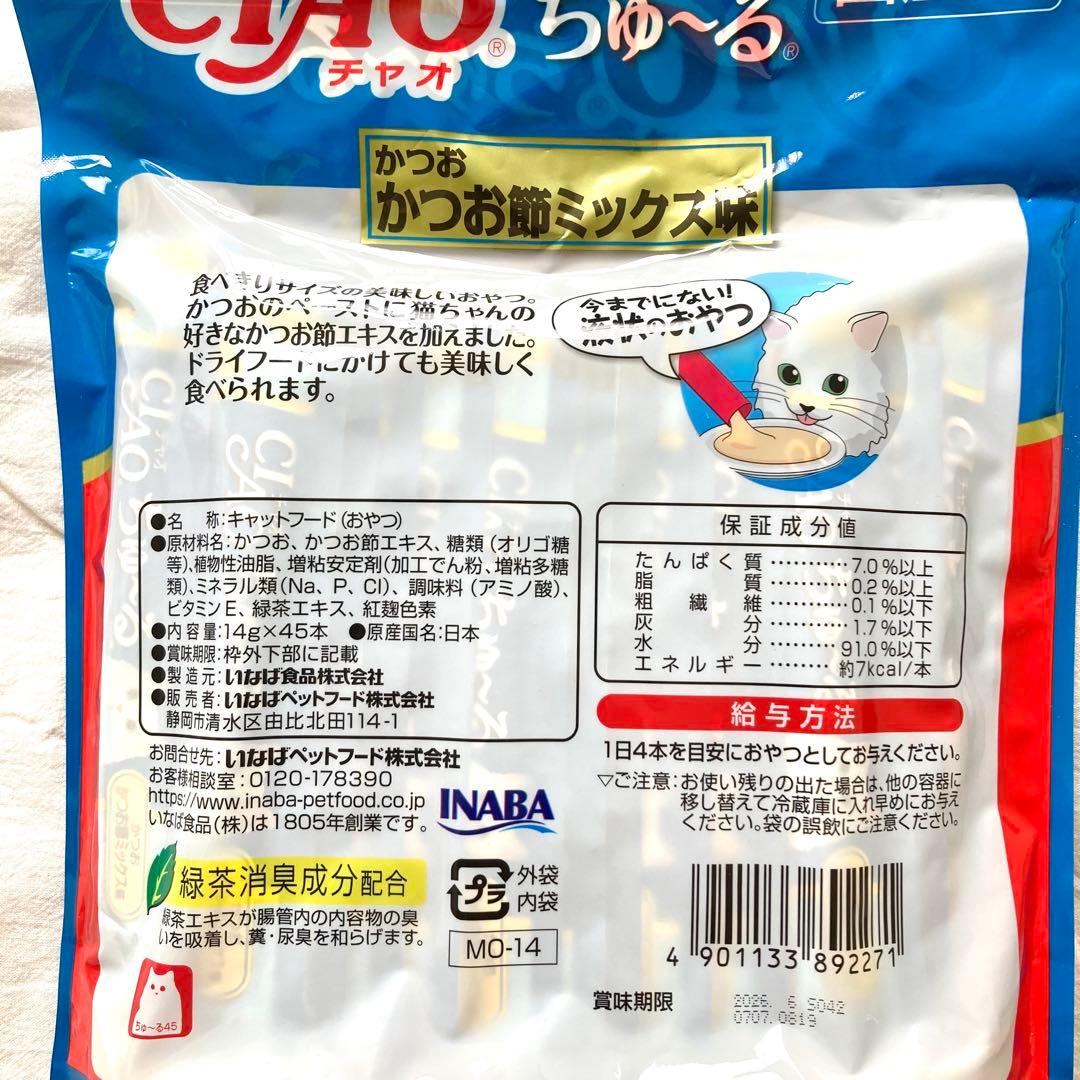 CIAO®
チャオ
ちゅ〜る®
かつお
かつお節ミックス味
食べきりサイズの美味しいおやつ。
かつおのペーストに猫ちゃんの
好きなかつお節エキスを加えました。
ドライフードにかけても美味しく
食べられます。
今までにない!
液状のおやつ
●名 称:キャットフード(おやつ)
●原材料名:かつお、かつお節エキス、糖類(オリゴ糖
等)、植物性油脂、増粘安定剤(加工でん粉、増粘多糖
類)、ミネラル類(Na、P、Cl)、調味料(アミノ酸)、
ビタミンE、緑茶エキス、紅麹色素
●内容量:14g×45本 ●原産国名:日本
●賞味期限:枠外下部に記載
●製造元:いなば食品株式会社
●販売者:いなばペットフード株式会社
静岡市清水区由比北田114-1
お問合せ先:いなばペットフード株式会社
お客様相談室:0120-178390
https://www.inaba-petfood.co.jp
いなば食品(株)は1805年創業です。
INABA
緑茶消臭成分配合
緑茶エキスが腸管内の内容物の臭
いを吸着し、糞・尿臭を和らげます。
プラ
外袋
内袋
MO-14
ちゅ〜る45
保証成分値
たんぱく質…………7.0%以上
脂質…………0.2%以上
粗繊維…………0.1%以下
灰分…………1.7%以下
水分…………91.0%以下
エネルギー………約7kcal/本
給与方法
1日4本を目安におやつとしてお与えください。
▽ご注意:お使い残りの出た場合は、他の容器に
移し替えて冷蔵庫に入れ早めにお与え
ください。袋の誤飲にご注意ください。
4 901133 892271
賞味期限
2026. 6 S042
0707.0819